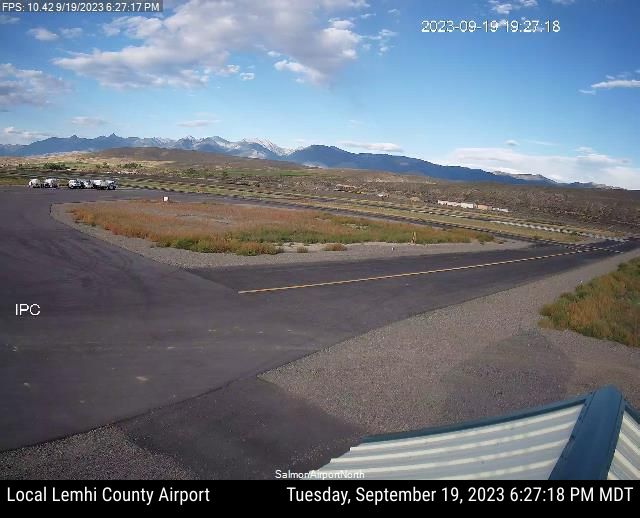 FPS: 10.42 9/19/2023 6:27:17 PM
2023-09-19 19:27:18
IPC
SalmonAirportNorth
Local Lemhi County Airport
Tuesday, September 19, 2023 6:27:18 PM MDT